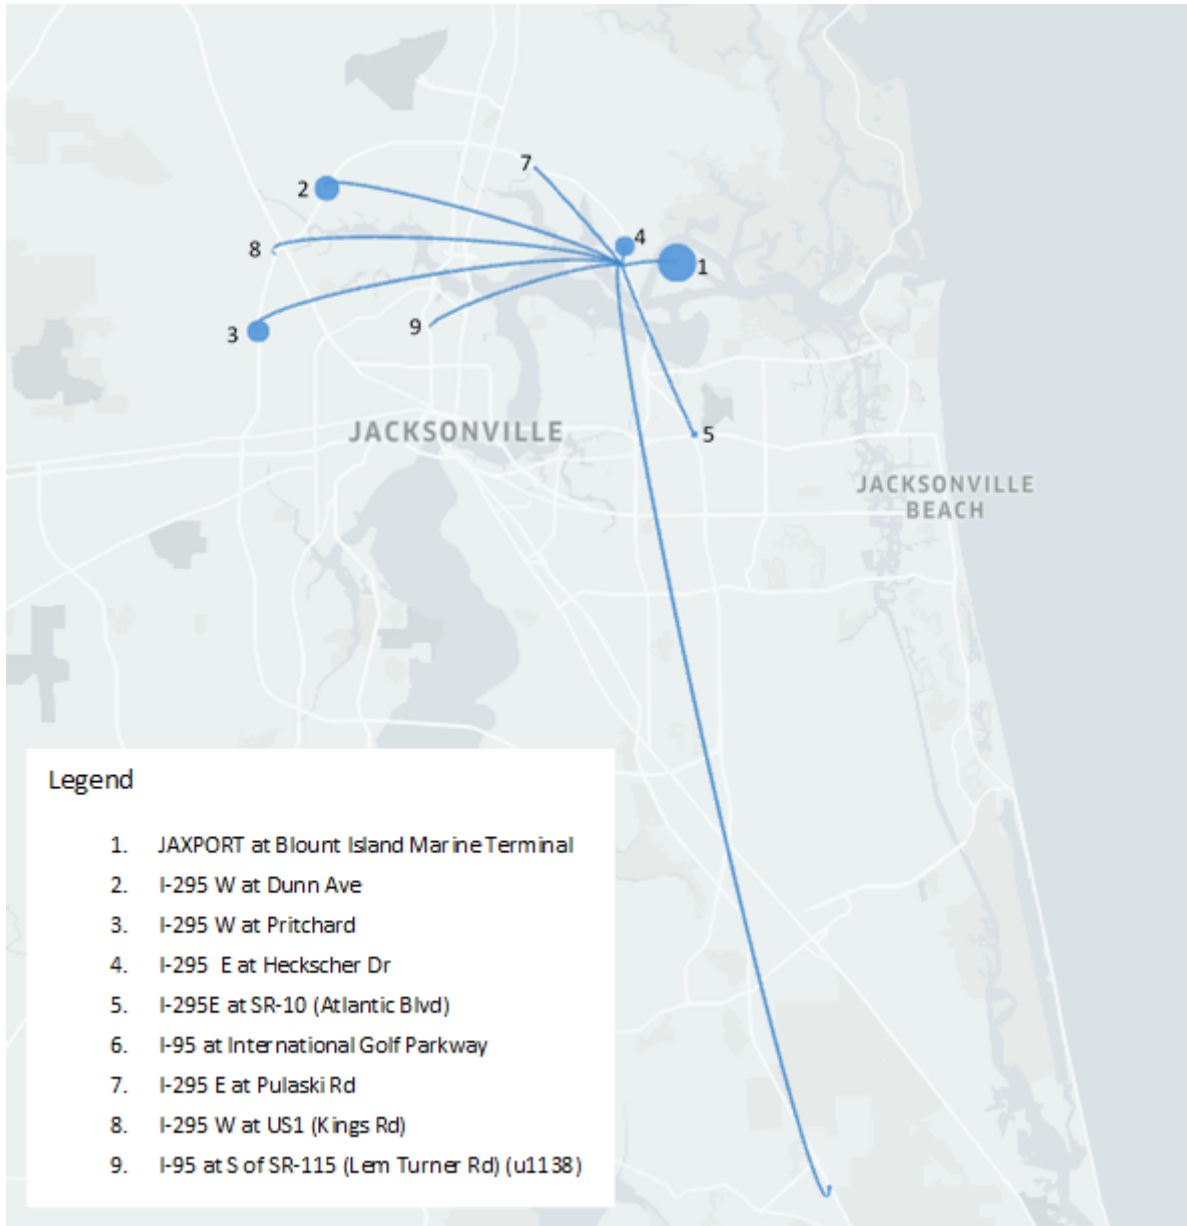 7
2
4
8
1
3
9
JACKSONVILLE
5
JACKSONVILLE
BEACH
Legend
1. JAXPORT at Blount Island Marine Terminal
2. I-295 W at Dunn Ave
3. I-295 W at Pritchard
4. I-295 E at Heckscher Dr
5. I-295E at SR-10 (Atlantic Blvd)
6. I-95 at International Golf Parkway
7. I-295 E at Pulaski Rd
8. I-295 W at US1 (Kings Rd)
9. I-95 at S of SR-115 (Lem Turner Rd) (u1138)